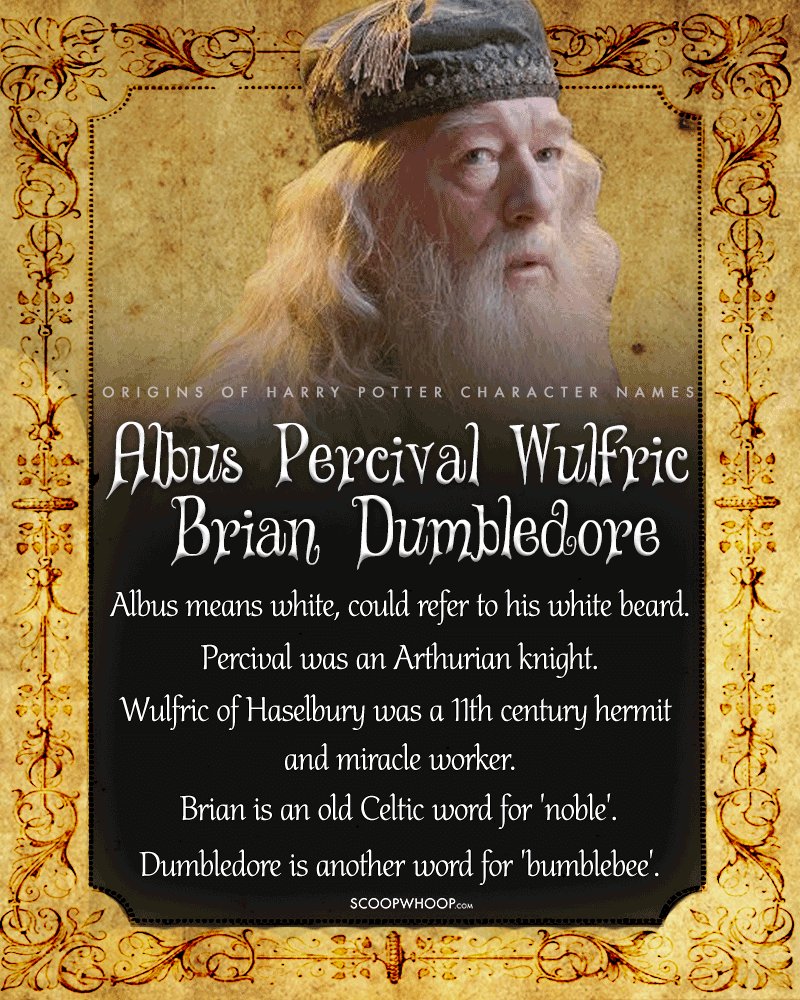 ORIGINS OF HARRY POTTER CHARACTER NAMES
Albus Percival Wulfric
Brian Dumbledore
Albus means white, could refer to his white beard.
Percival was an Arthurian knight.
Wulfric of Haselbury was a 11th century hermit
and miracle worker.
Brian is an old Celtic word for 'noble'.
Dumbledore is another word for 'bumblebee'.
SCOOPWHOOP.COM